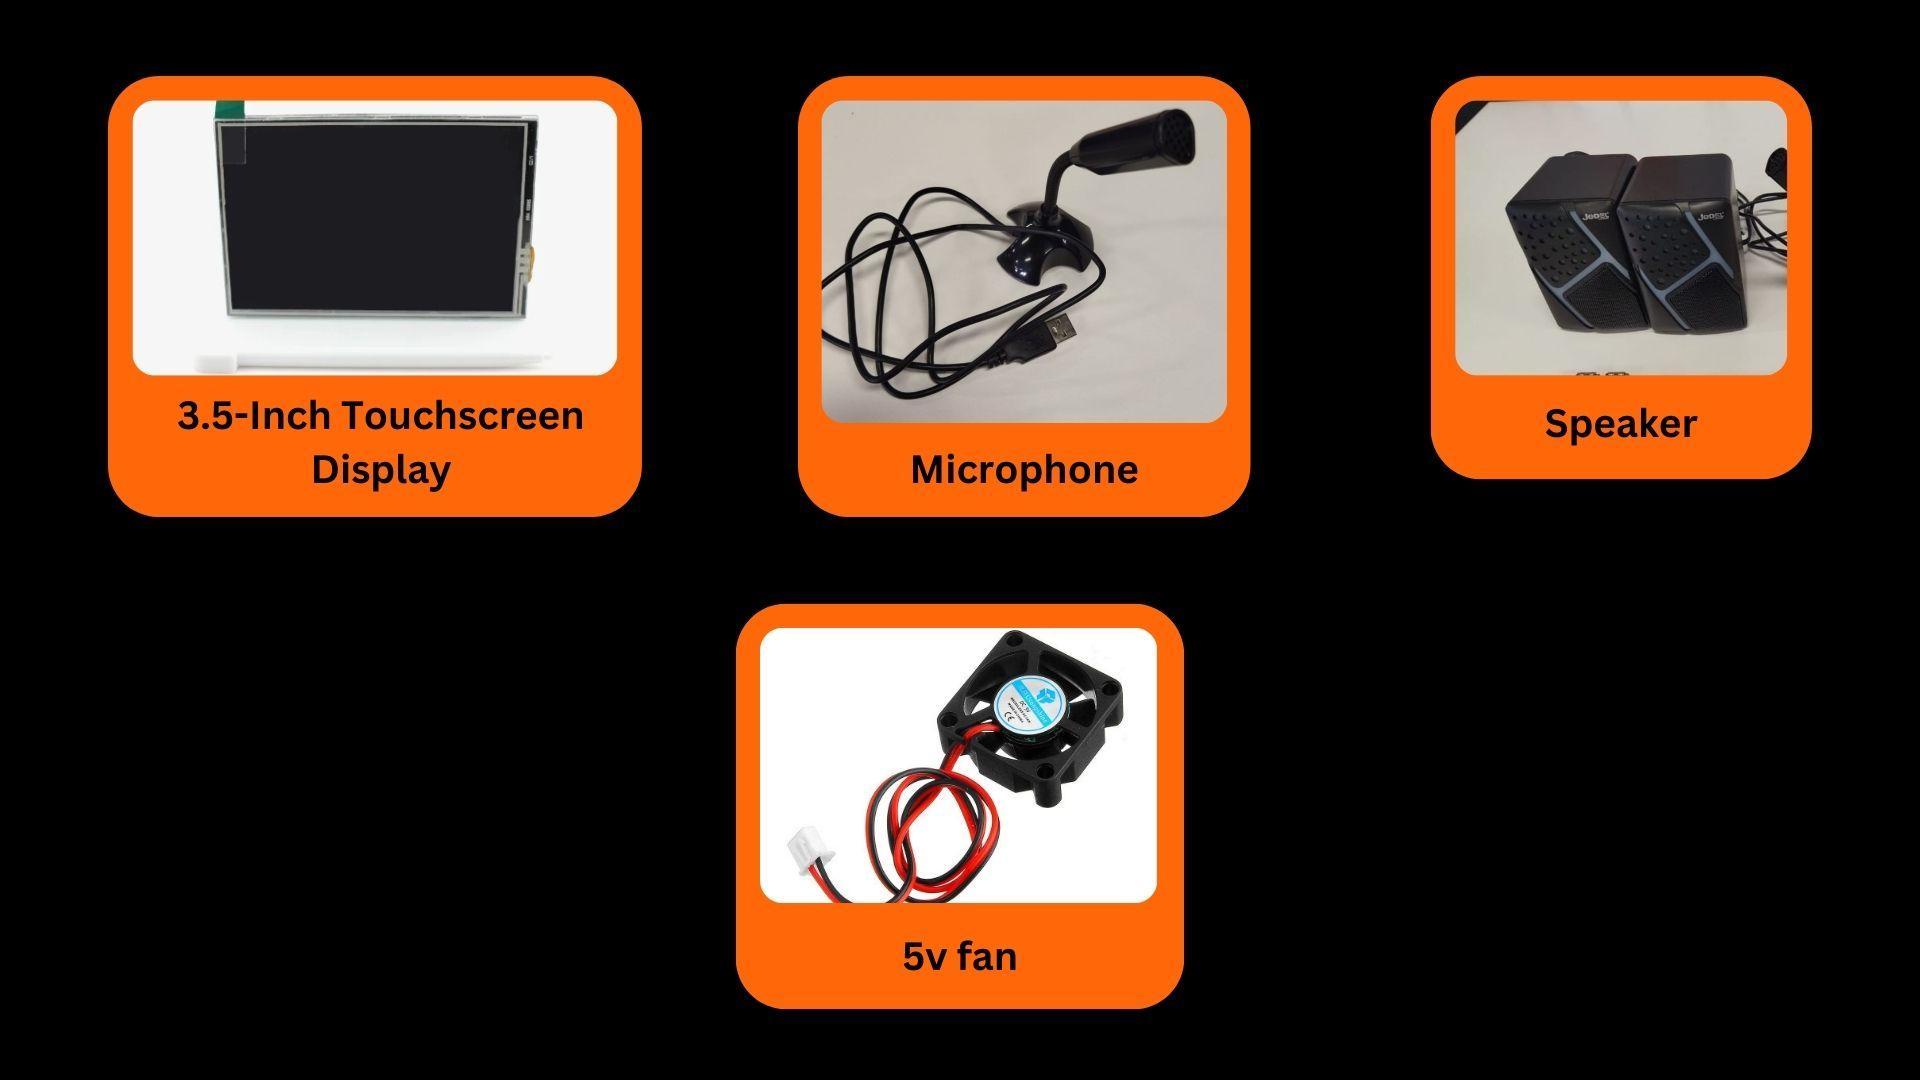 3.5-Inch Touchscreen
Display
Microphone
Speaker
5v fan